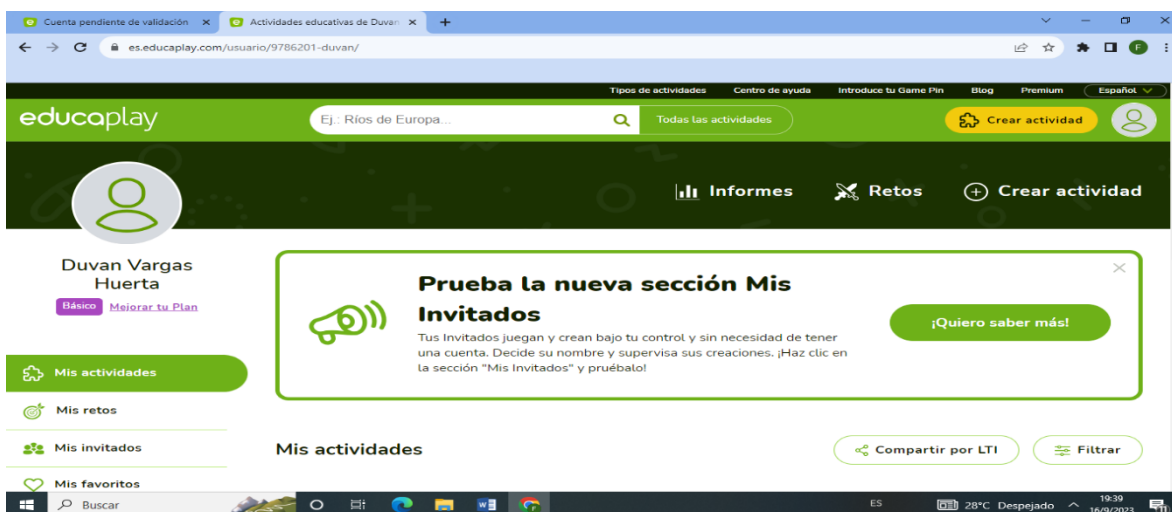 Cuenta pendiente de validación
Actividades educativas de Duvan
es.educaplay.com/usuario/9786201-duvan/
F
Tipos de actividades Centro de ayuda Introduce tu Game Pin Blog Premium Español
educaplay
Ej.: Ríos de Europa...
Todas las actividades
Crear actividad
Informes
Retos
Crear actividad
Duvan Vargas
Huerta
Básico Mejorar tu Plan
Prueba la nueva sección Mis
Invitados
Tus Invitados juegan y crean bajo tu control y sin necesidad de tener
una cuenta. Decide su nombre y supervisa sus creaciones. ¡Haz clic en
la sección "Mis Invitados" y pruébalo!
¡Quiero saber más!
Mis actividades
Mis retos
Mis invitados
Mis favoritos
Mis actividades
Compartir por LTI
Filtrar
Buscar
ES
28°C Despejado
19:39
16/9/2023